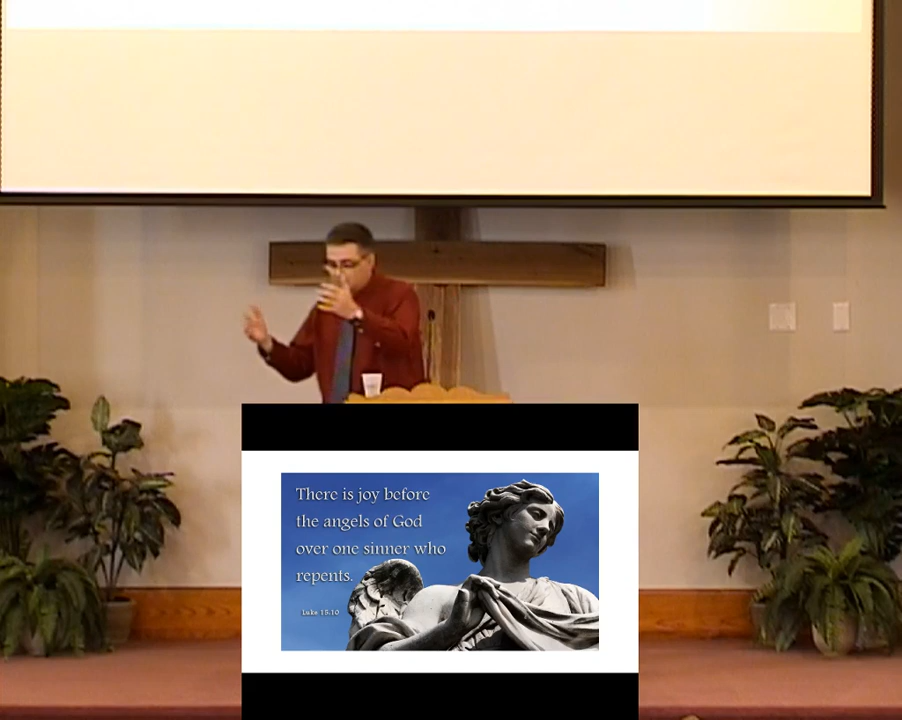 There is joy before
the angels of God
over one sinner who
repents.
Luke 15:10